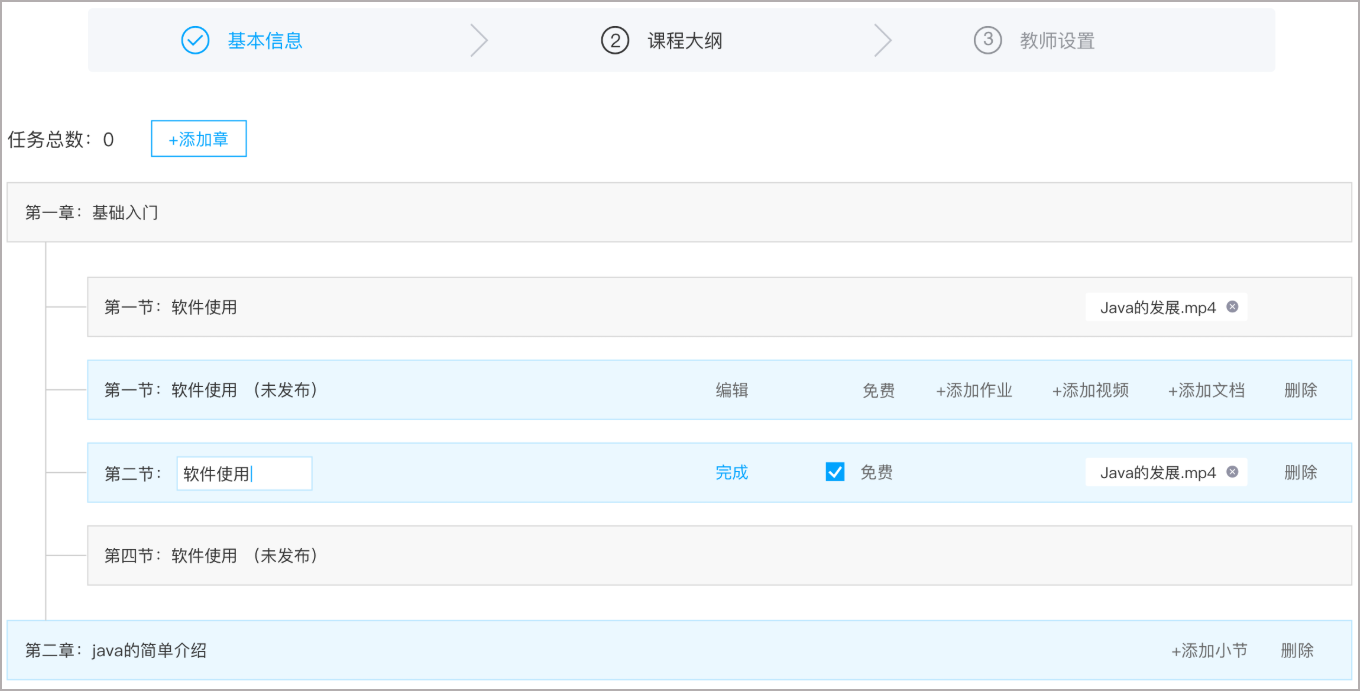 基本信息 2 课程大纲 3 教师设置
任务总数：0 +添加章
第一章：基础入门
第一节：软件使用 Java的发展.mp4
第一节：软件使用 （未发布） 编辑 免费 +添加作业 +添加视频 +添加文档 删除
第二节： 软件使用 完成 免费 Java的发展.mp4 删除
第四节：软件使用 （未发布）
第二章：java的简单介绍 +添加小节 删除